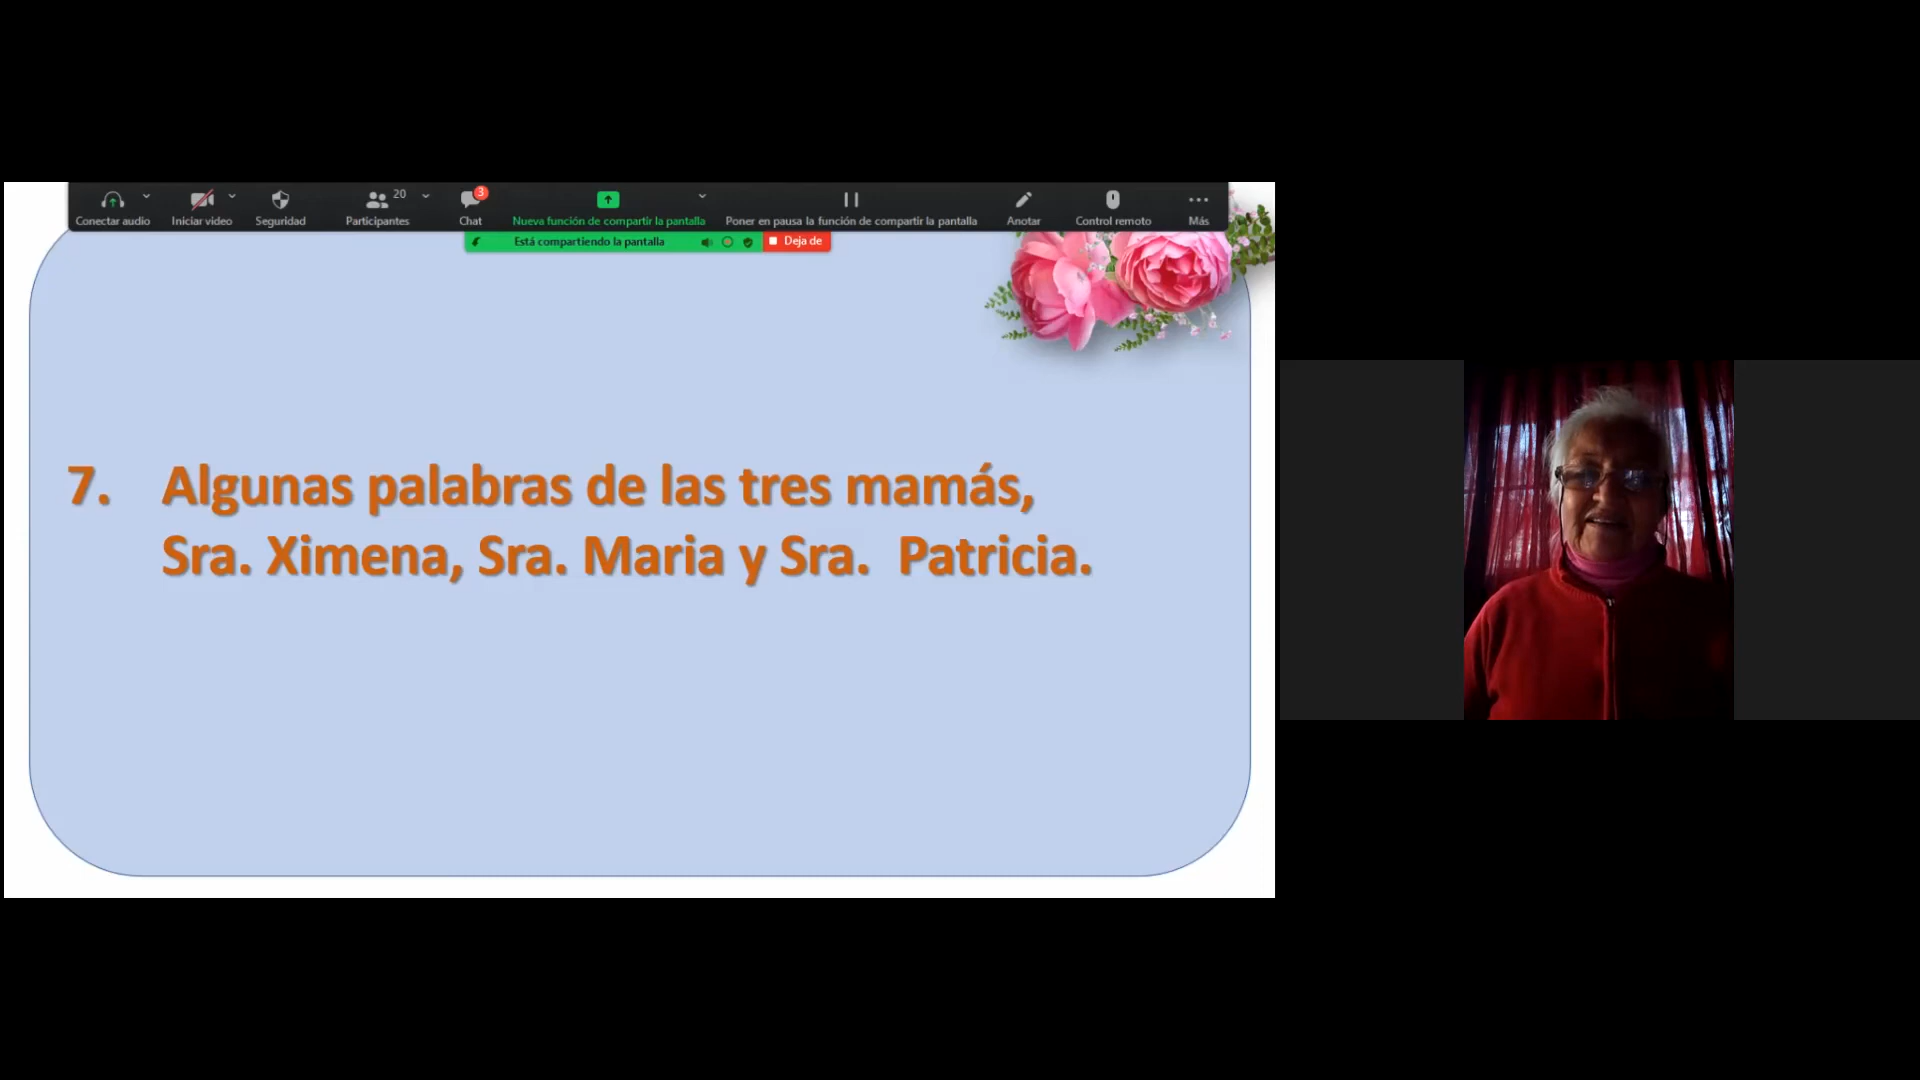 Conectar audio
Iniciar video
Seguridad
20
Participantes
3
Chat
Nueva función de compartir la pantalla
Poner en pausa la función de compartir la pantalla
Anotar
Control remoto
Más
Está compartiendo la pantalla
Deja de
7. Algunas palabras de las tres mamás,
Sra. Ximena, Sra. Maria y Sra. Patricia.